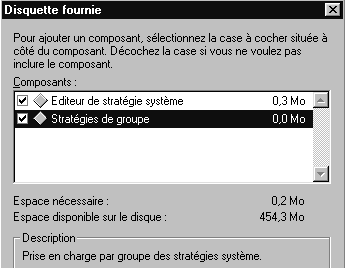 Disquette fournie
Pour ajouter un composant, sélectionnez la case à cocher située à
côté du composant. Décochez la case si vous ne voulez pas
inclure le composant.
Composants :
Editeur de stratégie système 0,3 Mo
Stratégies de groupe 0,0 Mo
Espace nécessaire : 0,2 Mo
Espace disponible sur le disque : 454,3 Mo
Description
Prise en charge par groupe des stratégies système.